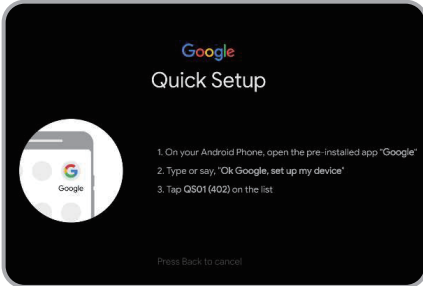 Google
Quick Setup
1. On your Android Phone, open the pre-installed app "Google"
2. Type or say, "Ok Google, set up my device"
3. Tap QS01 (402) on the list
G
Google
Press Back to cancel